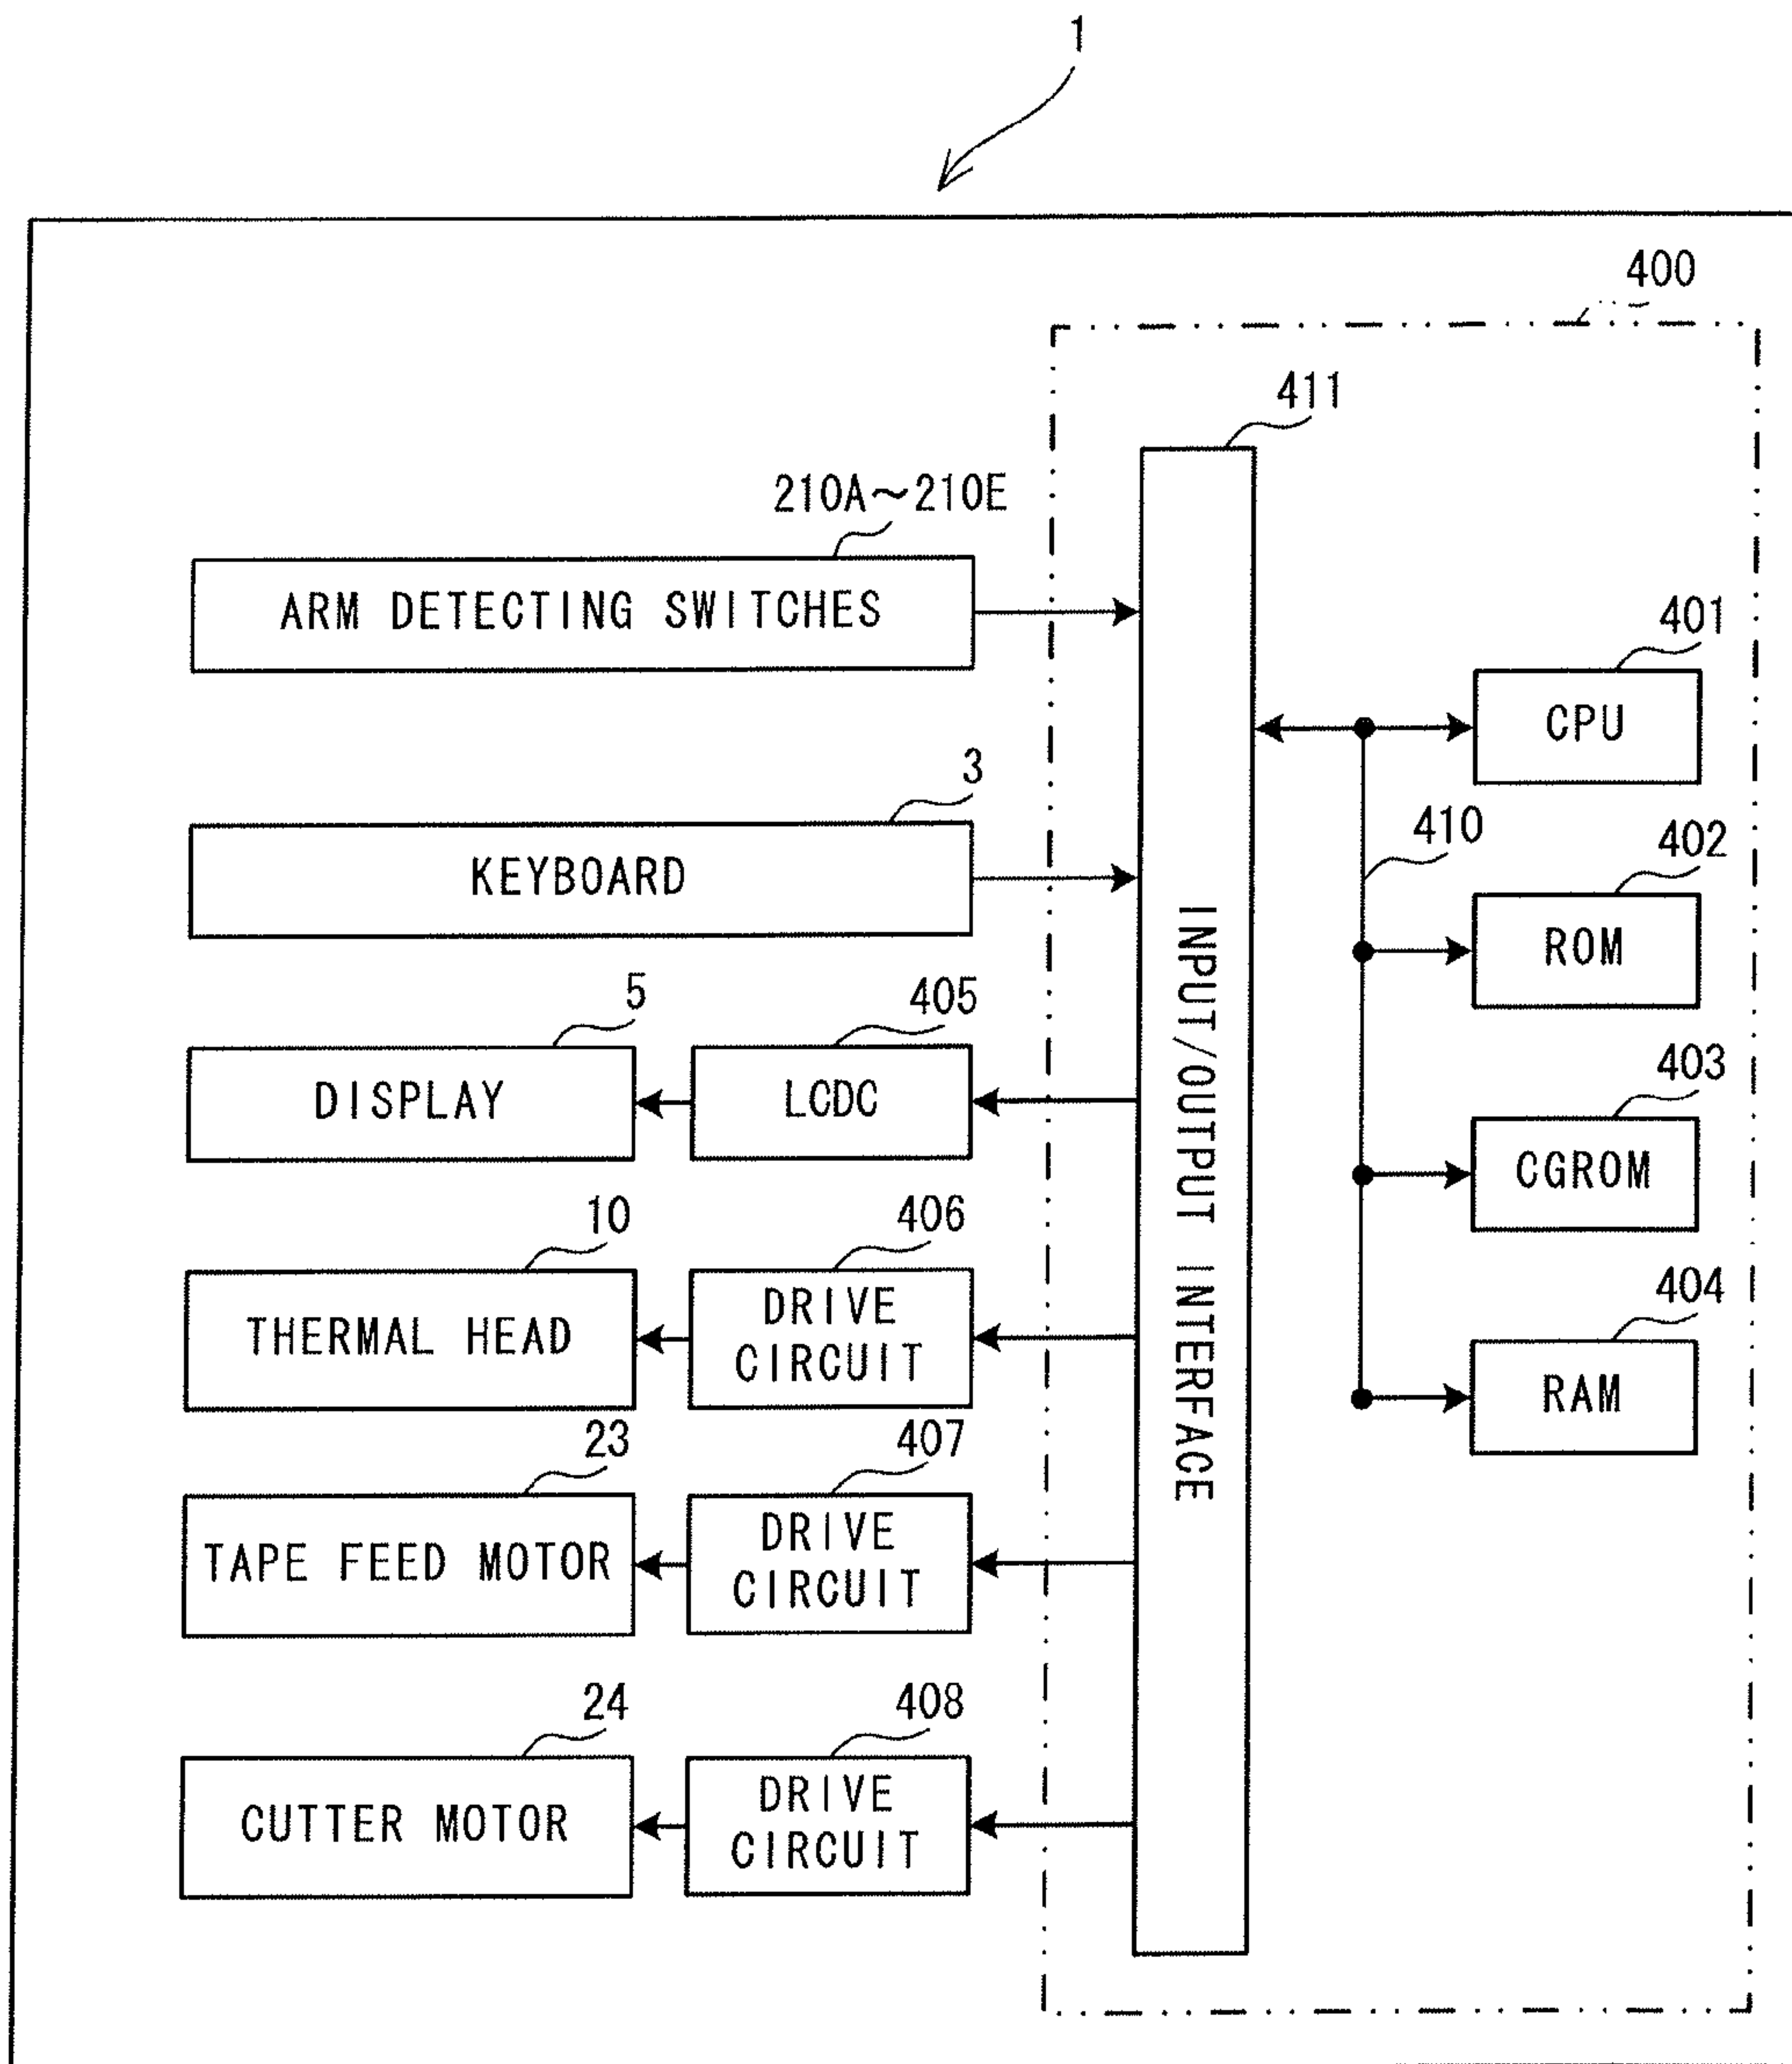 1
400
411
210A～210E
ARM DETECTING SWITCHES
401
CPU
3
KEYBOARD
410
402
ROM
INPUT/OUTPUT INTERFACE
5
DISPLAY
405
LCDC
403
CGROM
10
THERMAL HEAD
406
DRIVE
CIRCUIT
404
RAM
23
TAPE FEED MOTOR
407
DRIVE
CIRCUIT
24
CUTTER MOTOR
408
DRIVE
CIRCUIT